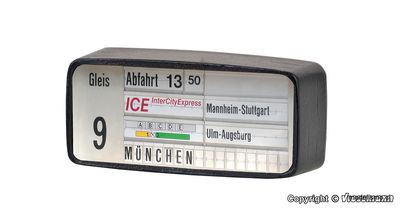 Gleis
9
Abfahrt 13 50
ICE InterCityExpress
A B C D E
MÜNCHEN
Mannheim-Stuttgart
Ulm-Augsburg
Copyright ©